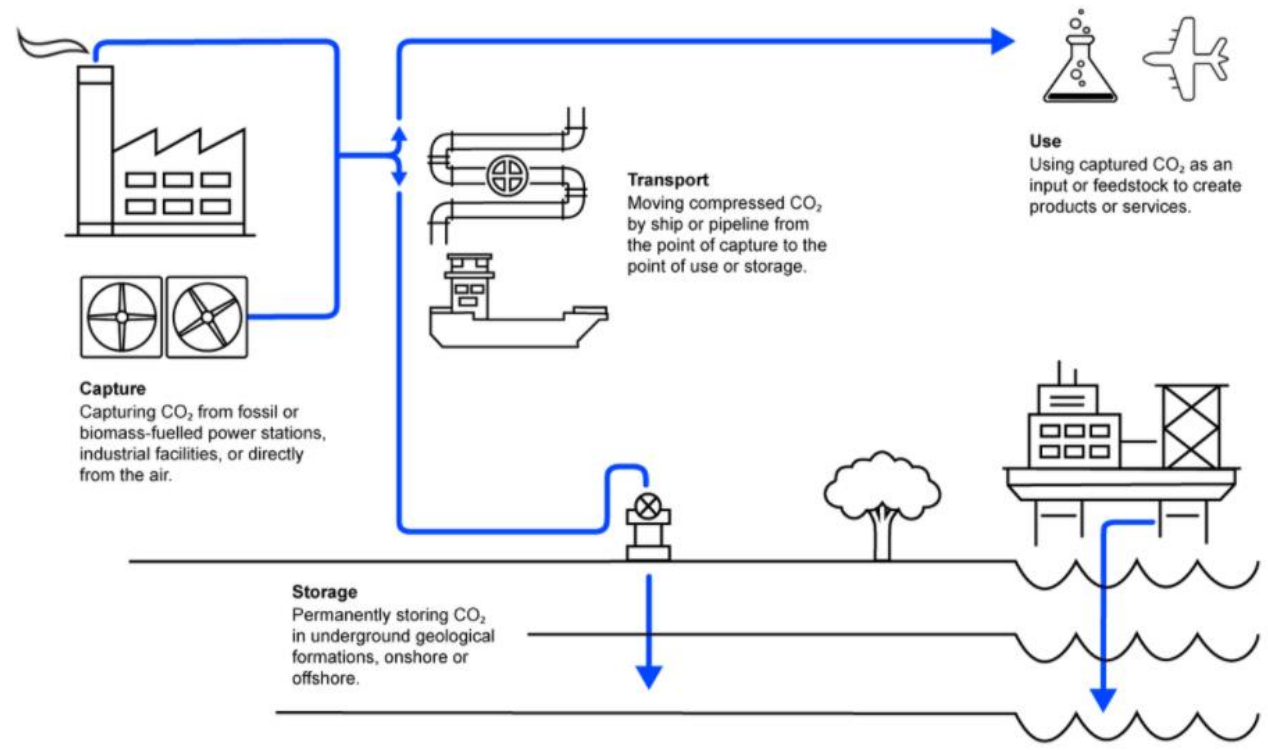 Use
Using captured CO₂ as an
input or feedstock to create
products or services.
Transport
Moving compressed CO₂
by ship or pipeline from
the point of capture to the
point of use or storage.
Capture
Capturing CO₂ from fossil or
biomass-fuelled power stations,
industrial facilities, or directly
from the air.
Storage
Permanently storing CO₂
in underground geological
formations, onshore or
offshore.